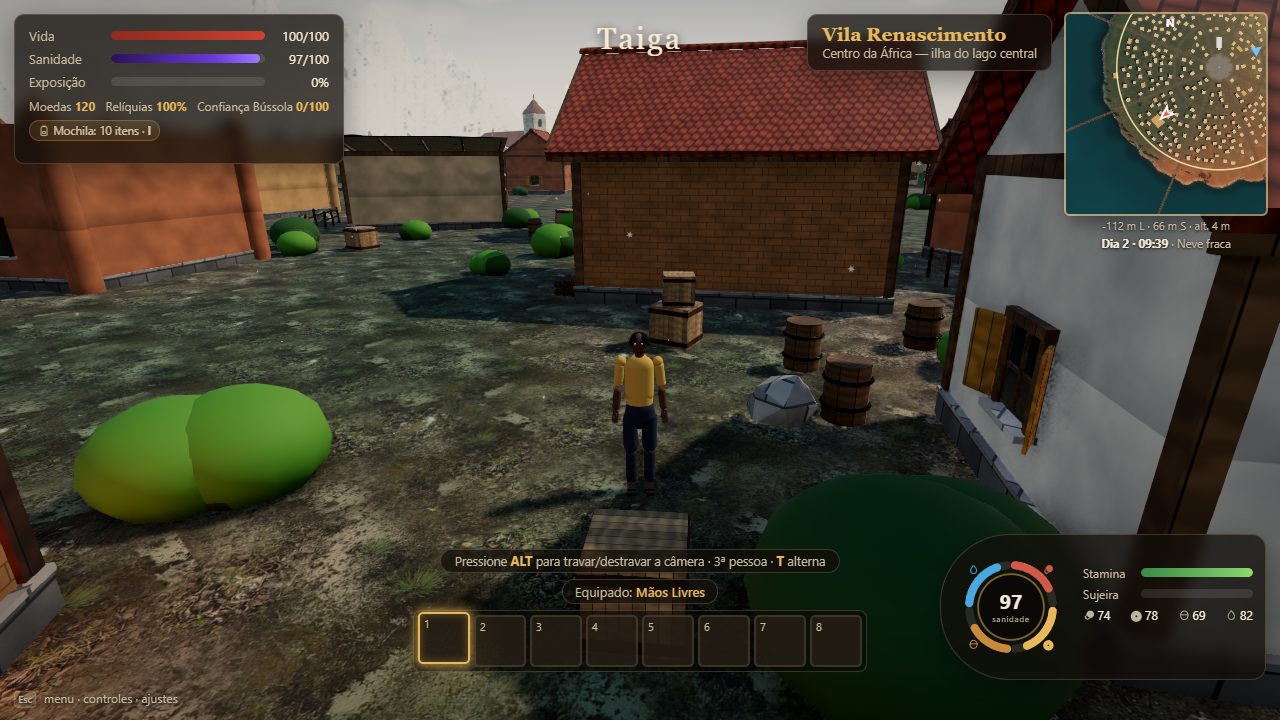 Vida 100/100
Sanidade 97/100
Exposição 0%
Moedas 120 Relíquias 100% Confiança Bússola 0/100
Mochila: 10 itens · I
Taiga
Vila Renascimento
Centro da África — ilha do lago central
N
-112 m L · 66 m S · alt. 4 m
Dia 2 · 09:39 · Neve fraca
Pressione ALT para travar/destravar a câmera · 3ª pessoa · T alterna
Equipado: Mãos Livres
1 2 3 4 5 6 7 8
97
sanidade
Stamina
Sujeira
74 78 69 82
Esc menu · controles · ajustes